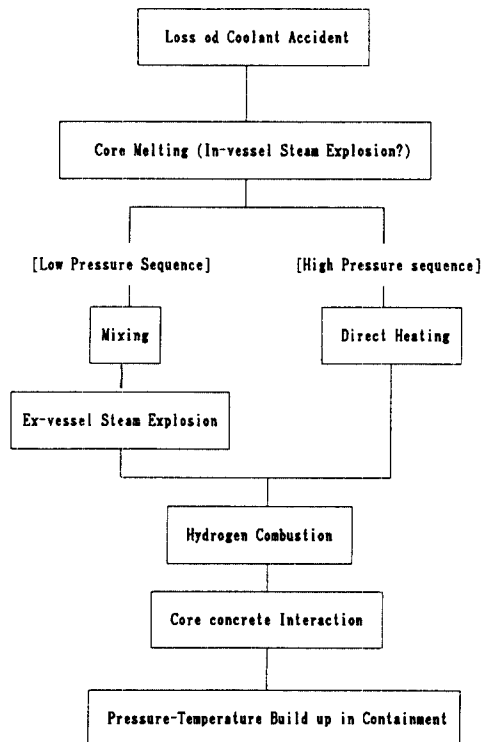 Loss od Coolant Accident
Core Melting (In-vessel Steam Explosion?)
[Low Pressure Sequence]
[High Pressure sequence]
Mixing
Direct Heating
Ex-vessel Steam Explosion
Hydrogen Combustion
Core concrete Interaction
Pressure-Temperature Build up in Containment